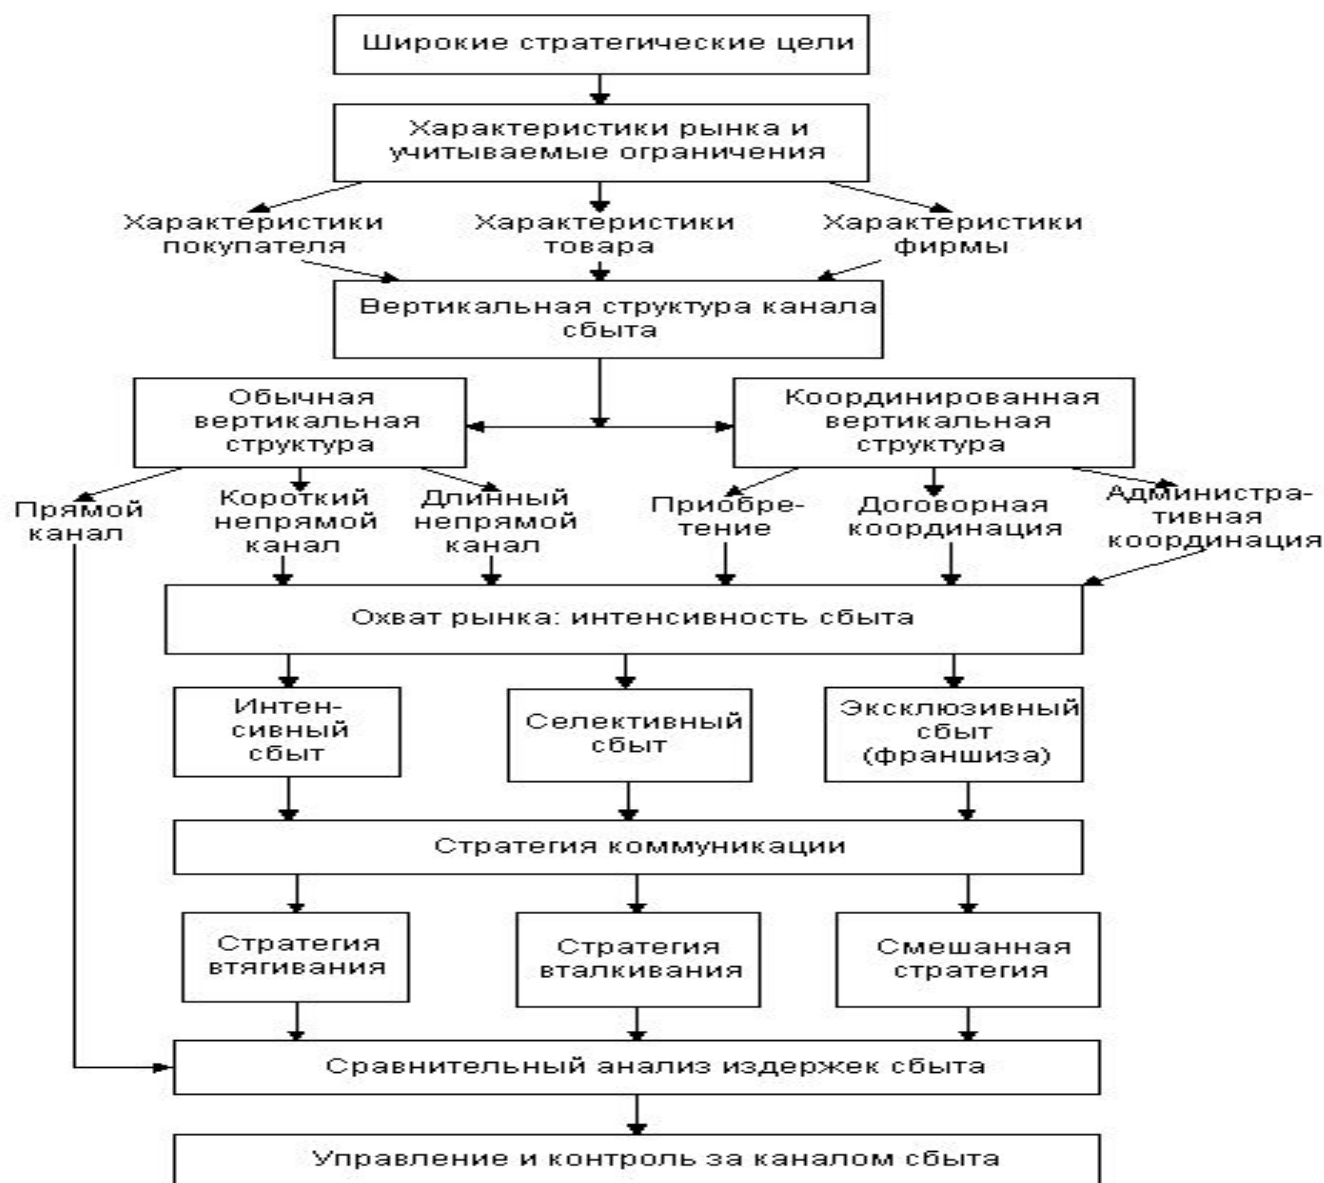 Широкие стратегические цели
Характеристики рынка и
учитываемые ограничения
Характеристики
покупателя
Характеристики
товара
Характеристики
фирмы
Вертикальная структура канала
сбыта
Обычная
вертикальная
структура
Координированная
вертикальная
структура
Прямой
канал
Короткий
непрямой
канал
Длинный
непрямой
канал
Приобре-
тение
Договорная
координация
Администра-
тивная
координация
Охват рынка: интенсивность сбыта
Интен-
сивный
сбыт
Селективный
сбыт
Эксклюзивный
сбыт
(франшиза)
Стратегия коммуникации
Стратегия
втягивания
Стратегия
вталкивания
Смешанная
стратегия
Сравнительный анализ издержек сбыта
Управление и контроль за каналом сбыта